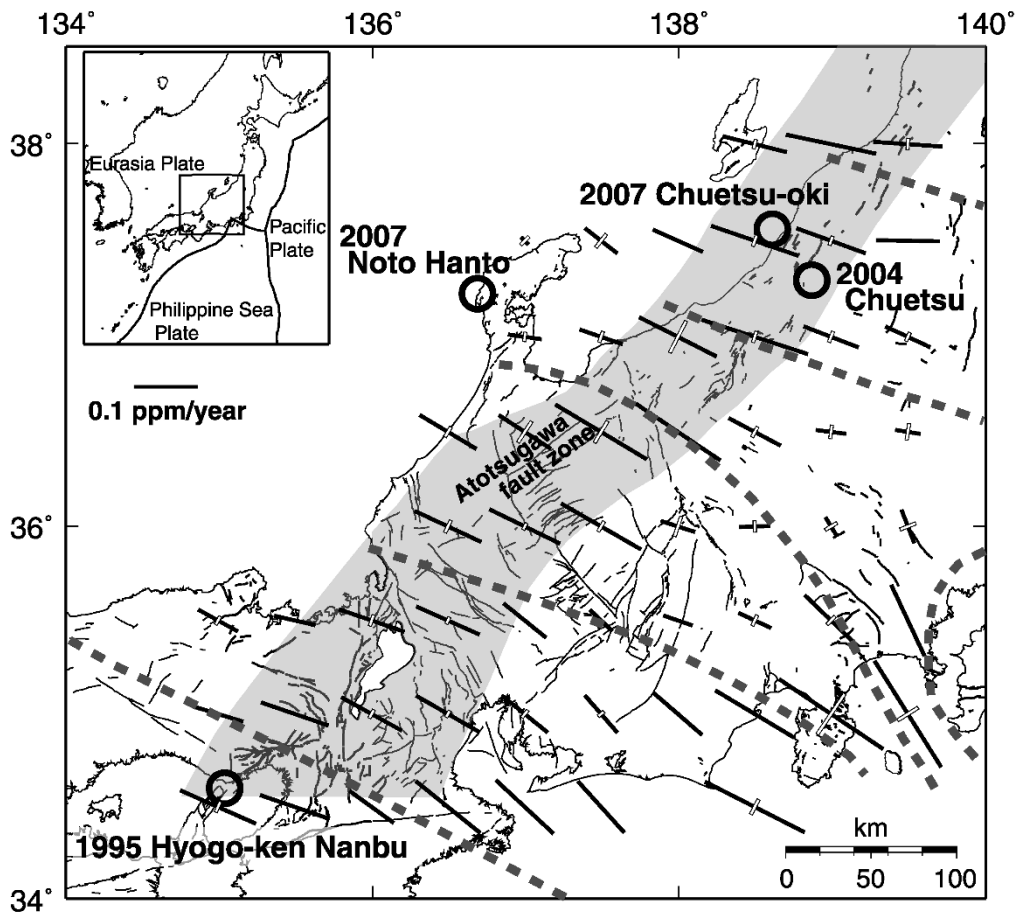 134°
136°
138°
140°
38°
36°
34°
Eurasia Plate
Pacific
Plate
Philippine Sea
Plate
0.1 ppm/year
2007
Noto Hanto
2007 Chuetsu-oki
2004
Chuetsu
Atotsugawa
fault zone
1995 Hyogo-ken Nanbu
km
0 50 100